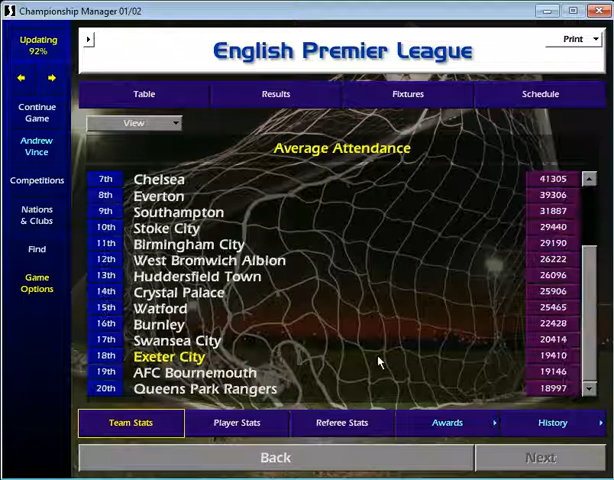 Championship Manager 01/02
Updating
92%
Continue
Game
Andrew
Vince
Competitions
Nations
& Clubs
Find
Game
Options
English Premier League
Print
Table Results Fixtures Schedule
View
Average Attendance
7th Chelsea 41305
8th Everton 39306
9th Southampton 31887
10th Stoke City 29440
11th Birmingham City 29190
12th West Bromwich Albion 26222
13th Huddersfield Town 26096
14th Crystal Palace 25906
15th Watford 25465
16th Burnley 22428
17th Swansea City 20414
18th Exeter City 19410
19th AFC Bournemouth 19146
20th Queens Park Rangers 18997
Team Stats Player Stats Referee Stats Awards History
Back Next